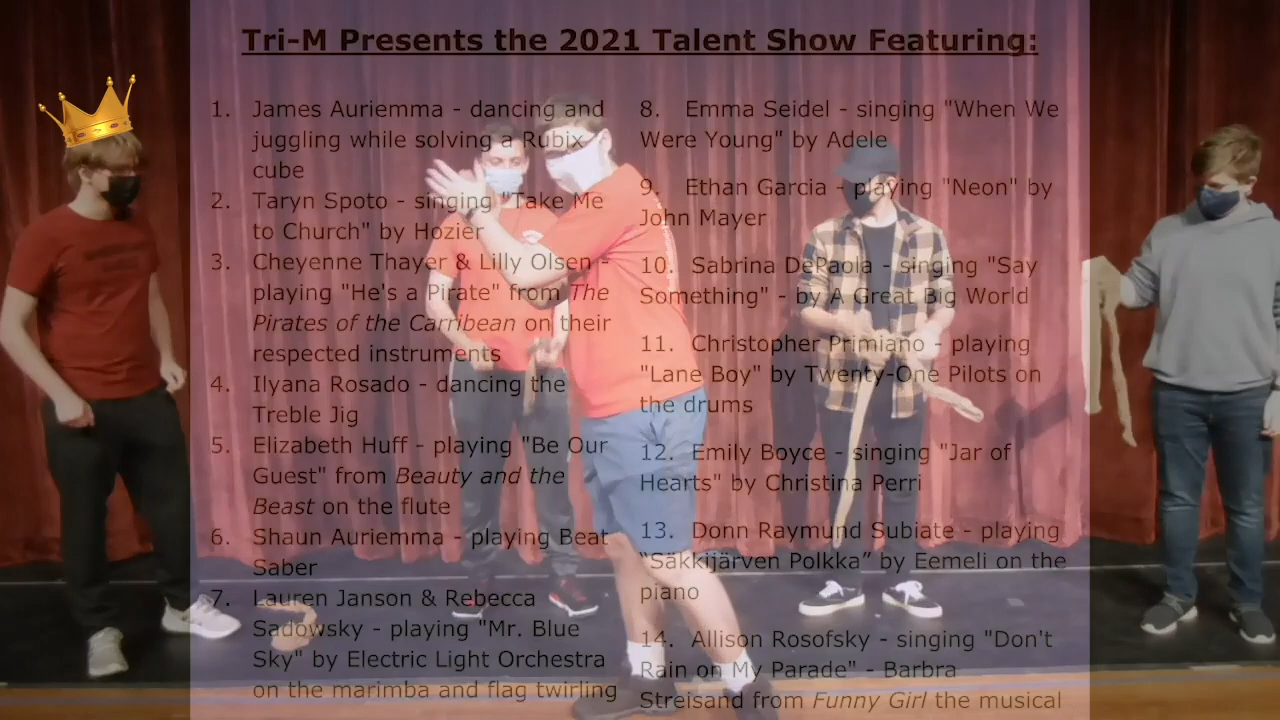 Tri-M Presents the 2021 Talent Show Featuring:
1. James Auriemma - dancing and
juggling while solving a Rubix
cube
2. Taryn Spoto - singing "Take Me
to Church" by Hozier
3. Cheyenne Thayer & Lilly Olsen -
playing "He's a Pirate" from The
Pirates of the Carribean on their
respected instruments
4. Ilyana Rosado - dancing the
Treble Jig
5. Elizabeth Huff - playing "Be Our
Guest" from Beauty and the
Beast on the flute
6. Shaun Auriemma - playing Beat
Saber
7. Lauren Janson & Rebecca
Sadowsky - playing "Mr. Blue
Sky" by Electric Light Orchestra
on the marimba and flag twirling
8. Emma Seidel - singing "When We
Were Young" by Adele
9. Ethan Garcia - playing "Neon" by
John Mayer
10. Sabrina DePaola - singing "Say
Something" - by A Great Big World
11. Christopher Primiano - playing
"Lane Boy" by Twenty-One Pilots on
the drums
12. Emily Boyce - singing "Jar of
Hearts" by Christina Perri
13. Donn Raymund Subiate - playing
“Säkkijärven Polkka” by Eemeli on the
piano
14. Allison Rosofsky - singing "Don't
Rain on My Parade" - Barbra
Streisand from Funny Girl the musical